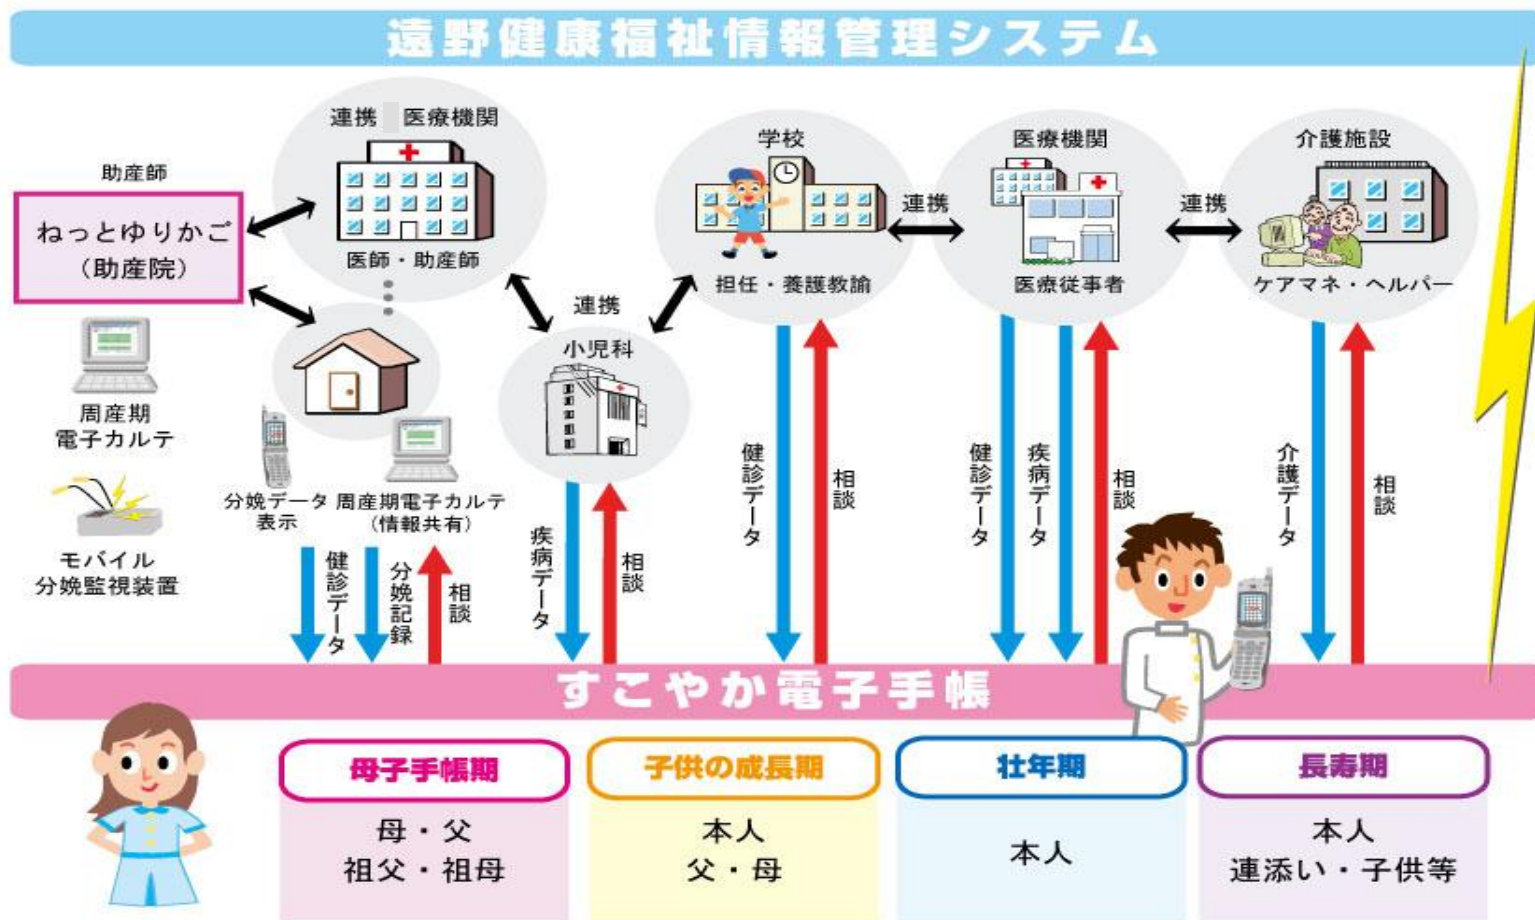 遠野健康福祉情報管理システム
助産師
ねっとゆりかご
（助産院）
周産期
電子カルテ
モバイル
分娩監視装置
連携 医療機関
医師・助産師
分娩データ
表示
周産期電子カルテ
（情報共有）
連携
小児科
学校
担任・養護教諭
連携
医療機関
医療従事者
連携
介護施設
ケアマネ・ヘルパー
健診データ
分娩記録
相談
疾病データ
相談
健診データ
相談
健診データ
疾病データ
相談
介護データ
相談
すこやか電子手帳
母子手帳期
母・父
祖父・祖母
子供の成長期
本人
父・母
壮年期
本人
長寿期
本人
連添い・子供等